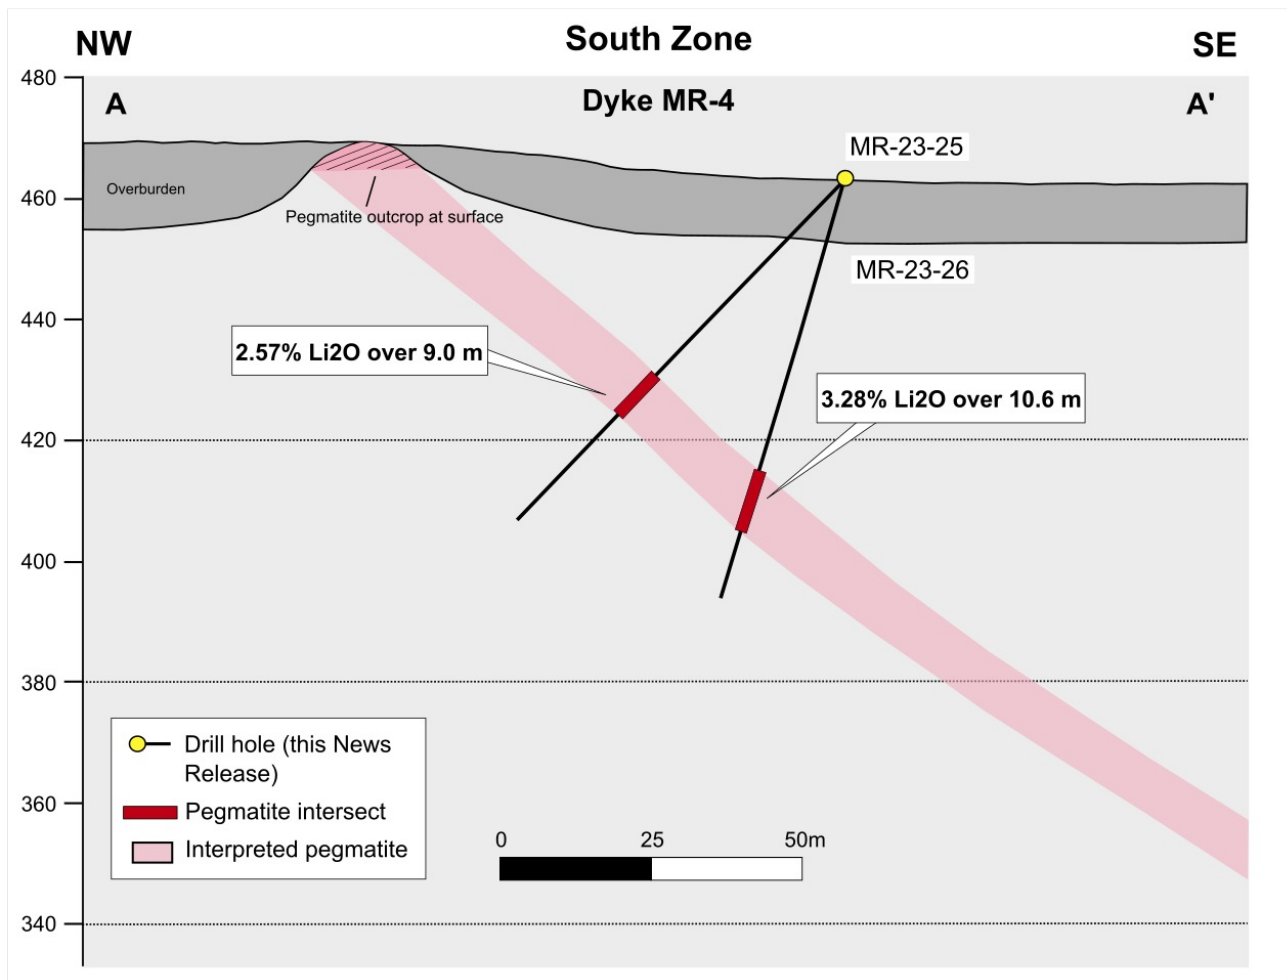 NW
South Zone
SE
480
A
Dyke MR-4
A'
MR-23-25
Overburden
460
Pegmatite outcrop at surface
MR-23-26
440
2.57% Li2O over 9.0 m
3.28% Li2O over 10.6 m
420
400
380
Drill hole (this News
Release)
Pegmatite intersect
Interpreted pegmatite
360
0 25 50m
340